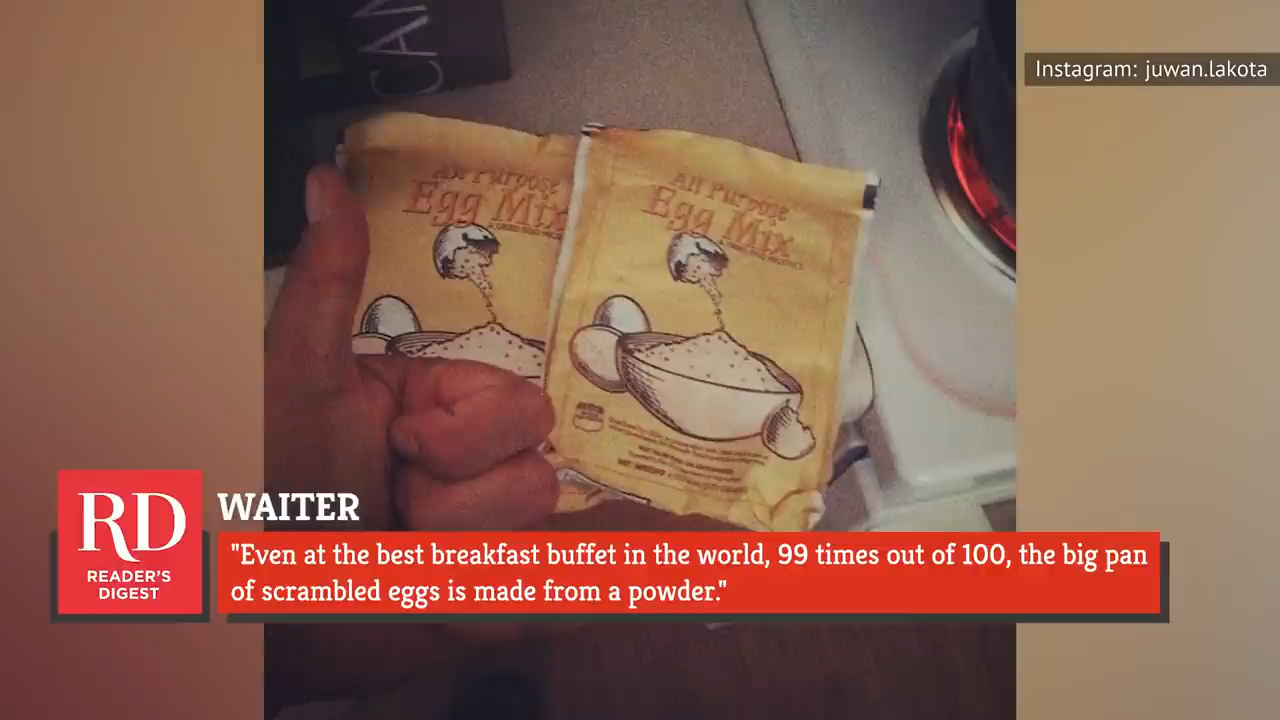 CAN
Instagram: juwan.lakota
All Purpose
Egg Mix
All Purpose
Egg Mix
RD
READER'S
DIGEST
WAITER
"Even at the best breakfast buffet in the world, 99 times out of 100, the big pan
of scrambled eggs is made from a powder."